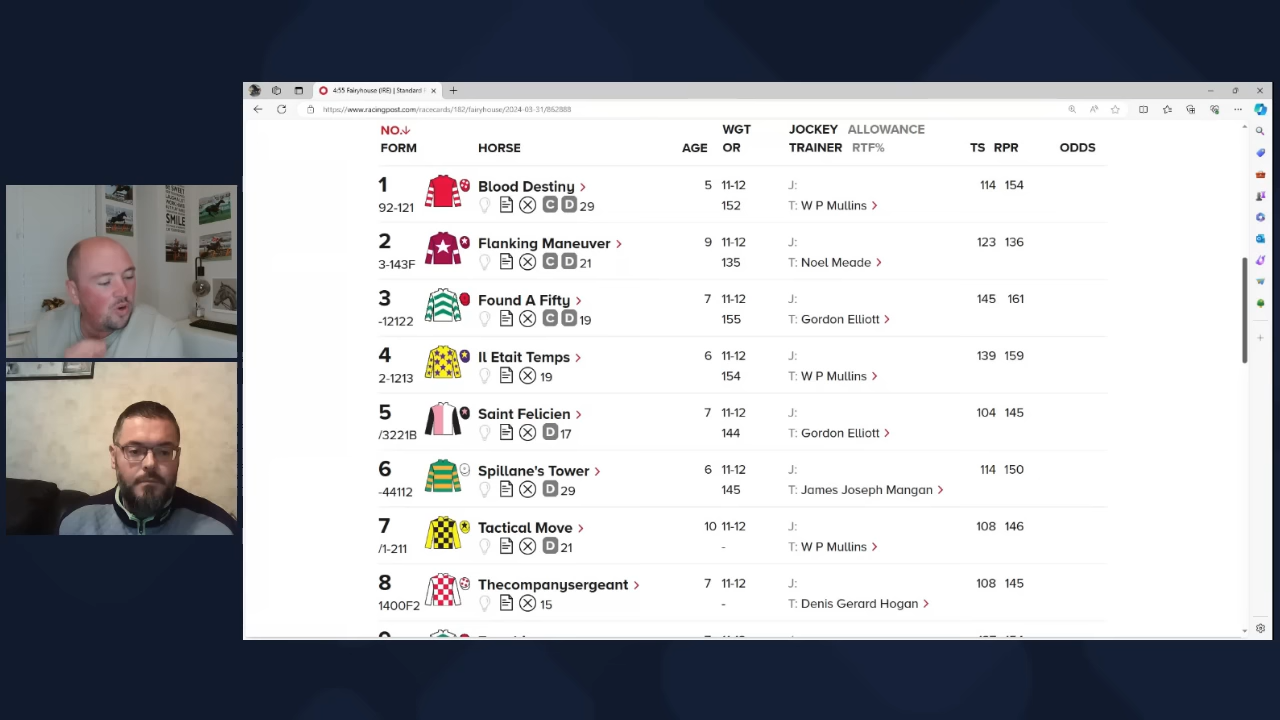 4:55 Fairyhouse (IRE) | Standard
https://www.racingpost.com/racecards/182/fairyhouse/2024-03-31/862888
NO.
FORM HORSE AGE WGT OR JOCKEY ALLOWANCE TRAINER RTF% TS RPR ODDS
1 Blood Destiny 5 11-12 J: 114 154
92-121 C D 29 152 T: W P Mullins
2 Flanking Maneuver 9 11-12 J: 123 136
3-143F C D 21 135 T: Noel Meade
3 Found A Fifty 7 11-12 J: 145 161
-12122 C D 19 155 T: Gordon Elliott
4 Il Etait Temps 6 11-12 J: 139 159
2-1213 19 154 T: W P Mullins
5 Saint Felicien 7 11-12 J: 104 145
/3221B D 17 144 T: Gordon Elliott
6 Spillane's Tower 6 11-12 J: 114 150
-44112 D 29 145 T: James Joseph Mangan
7 Tactical Move 10 11-12 J: 108 146
/1-211 D 21 - T: W P Mullins
8 Thecompanysergeant 7 11-12 J: 108 145
1400F2 15 - T: Denis Gerard Hogan
SMILE